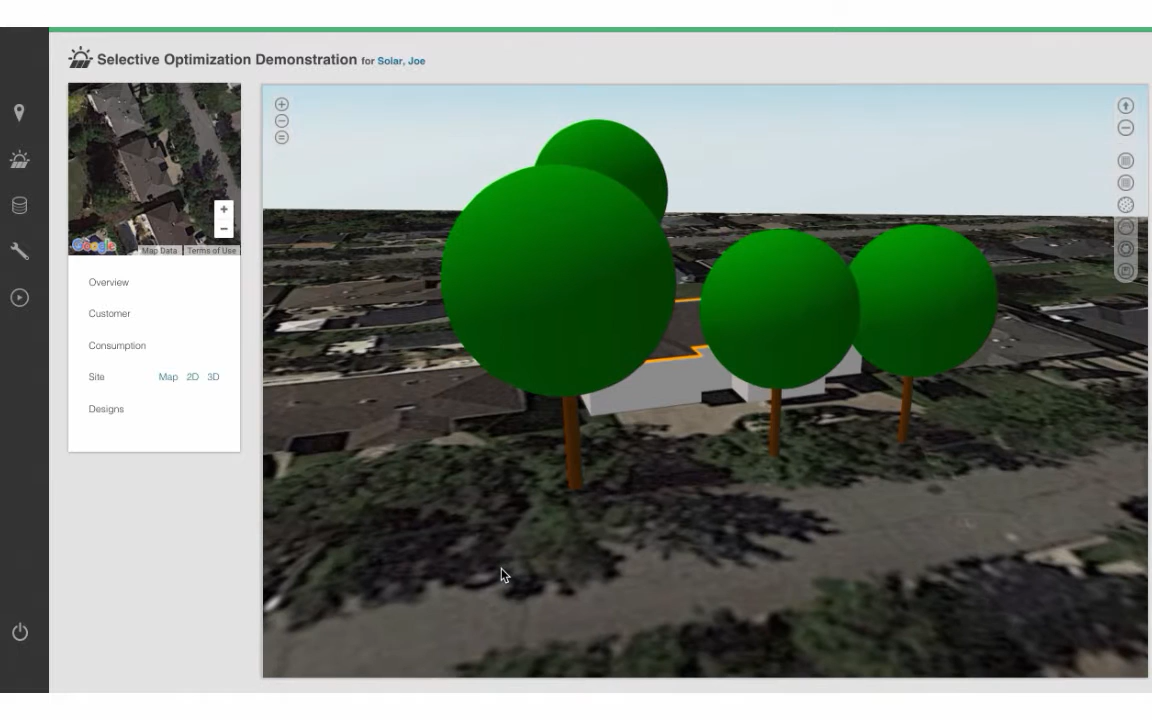 Selective Optimization Demonstration for Solar, Joe
+
−
Google
Map Data
Terms of Use
Overview
Customer
Consumption
Site Map 2D 3D
Designs